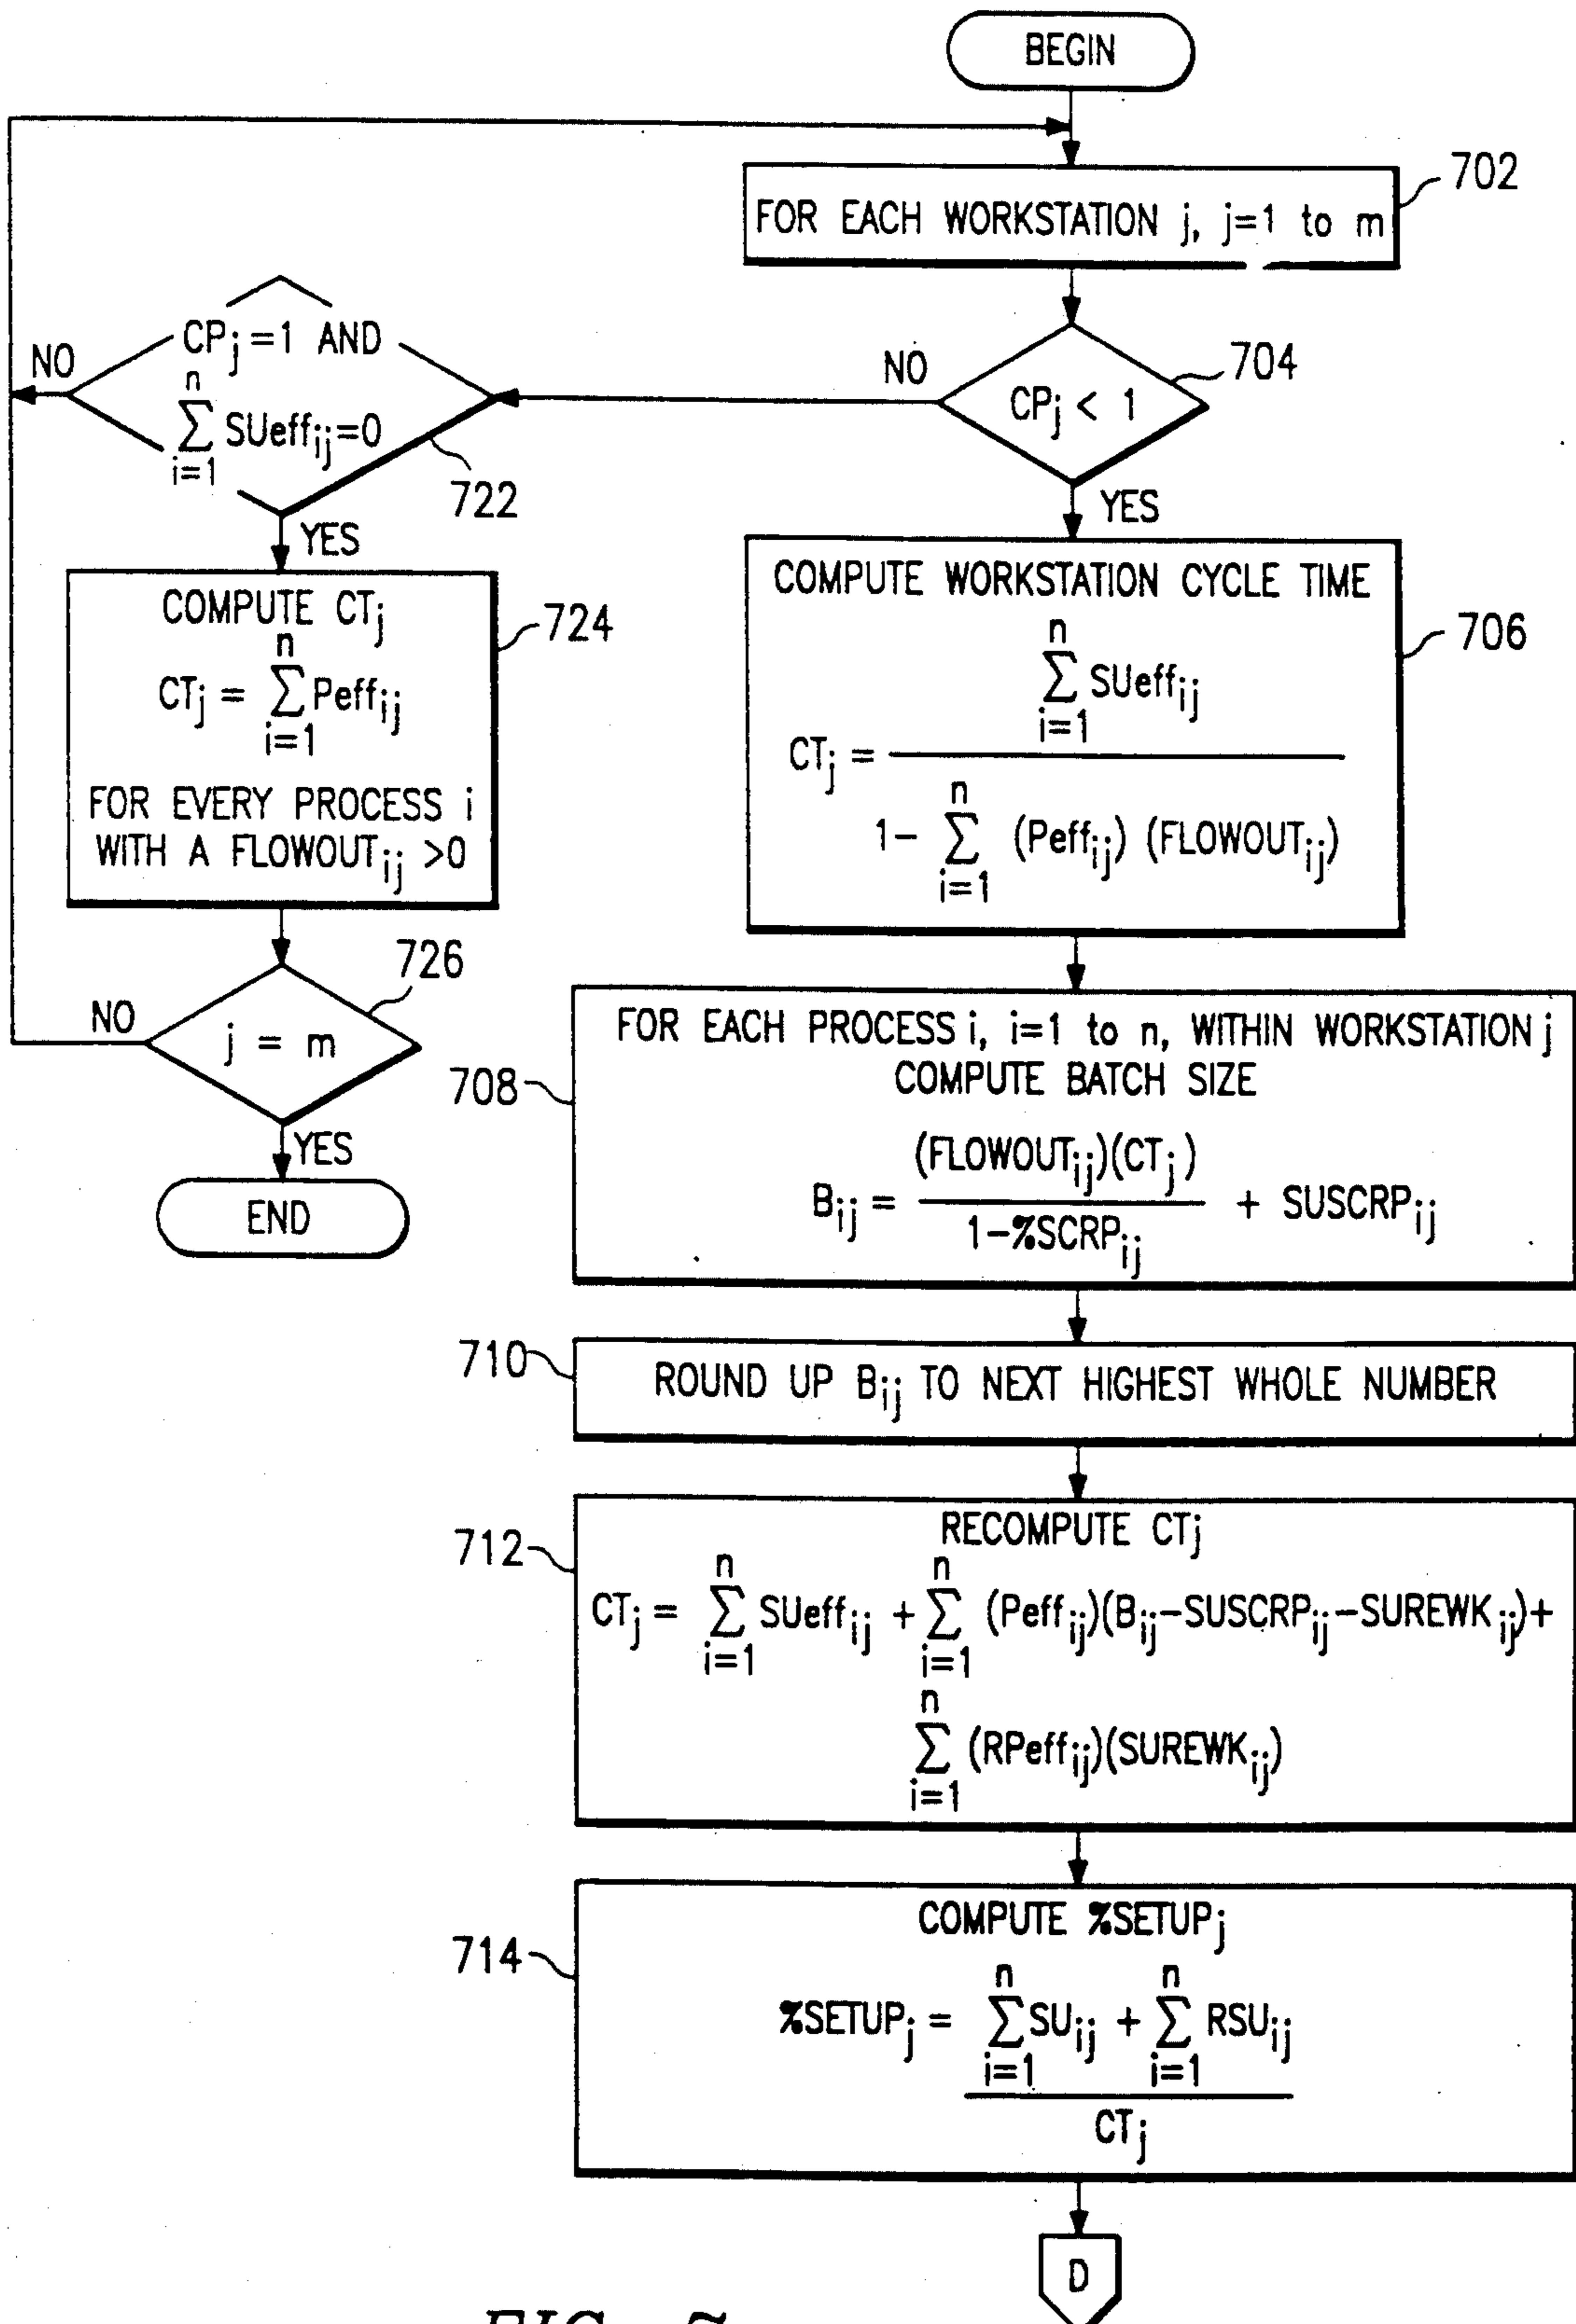 BEGIN
FOR EACH WORKSTATION j, j=1 to m
702
CPj < 1
704
NO
YES
CPj =1 AND
n
∑ SUeffij=0
i=1
722
NO
YES
COMPUTE CTj
n
CTj = ∑ Peffij
i=1
FOR EVERY PROCESS i
WITH A FLOWOUTij >0
724
j = m
726
NO
YES
END
COMPUTE WORKSTATION CYCLE TIME
n
∑ SUeffij
i=1
CTj =
n
1- ∑ (Peffij) (FLOWOUTij)
i=1
706
FOR EACH PROCESS i, i=1 to n, WITHIN WORKSTATION j
COMPUTE BATCH SIZE
708
(FLOWOUTij)(CTj)
Bij = + SUSCRPij
1-%SCRPij
710
ROUND UP Bij TO NEXT HIGHEST WHOLE NUMBER
712
RECOMPUTE CTj
n n
CTj = ∑ SUeffij +∑ (Peffij)(Bij-SUSCRPij-SUREWKij)+
i=1 i=1
n
∑ (RPeffij)(SUREWKij)
i=1
714
COMPUTE %SETUPj
n n
%SETUPj = ∑SUij + ∑ RSUij
i=1 i=1
CTj
D